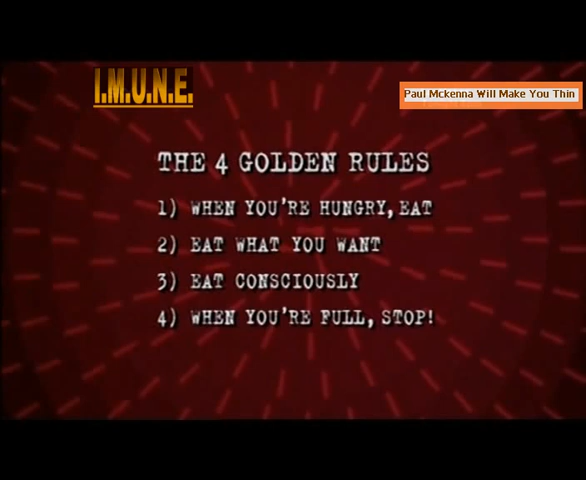 I.M.U.N.E.
Paul Mckenna Will Make You Thin
THE 4 GOLDEN RULES
1) WHEN YOU'RE HUNGRY, EAT
2) EAT WHAT YOU WANT
3) EAT CONSCIOUSLY
4) WHEN YOU'RE FULL, STOP!